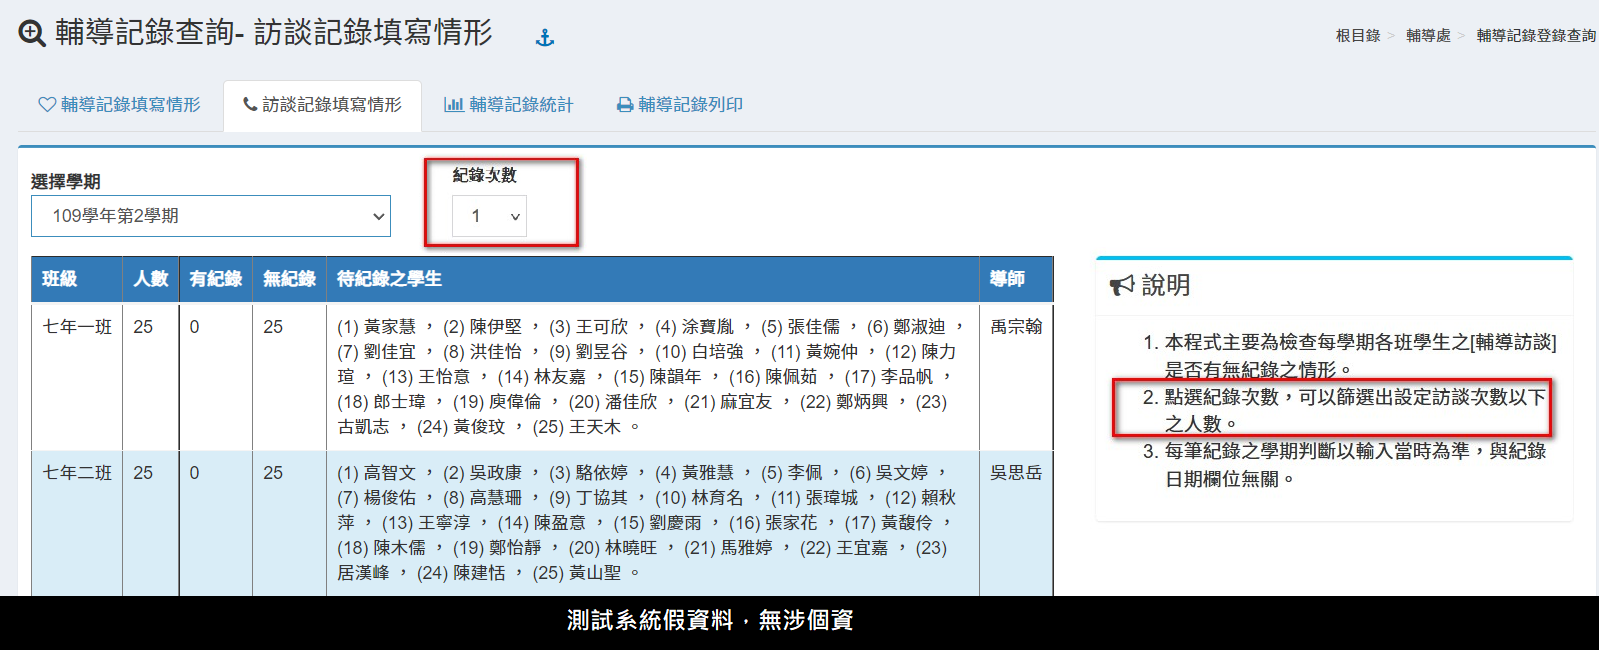 輔導記錄查詢- 訪談記錄填寫情形
根目錄 > 輔導處 > 輔導記錄登錄查詢
輔導記錄填寫情形 訪談記錄填寫情形 輔導記錄統計 輔導記錄列印
選擇學期
109學年第2學期
紀錄次數
1
班級 人數 有紀錄 無紀錄 待紀錄之學生 導師
七年一班 25 0 25 (1) 黃家慧 , (2) 陳伊堅 , (3) 王可欣 , (4) 涂寶胤 , (5) 張佳儒 , (6) 鄭淑迪 , 禹宗翰
(7) 劉佳宜 , (8) 洪佳怡 , (9) 劉昱谷 , (10) 白培強 , (11) 黃婉仲 , (12) 陳力
瑄 , (13) 王怡意 , (14) 林友嘉 , (15) 陳韻年 , (16) 陳佩茹 , (17) 李品帆 ,
(18) 郎士瑋 , (19) 庾偉倫 , (20) 潘佳欣 , (21) 麻宜友 , (22) 鄭炳興 , (23)
古凱志 , (24) 黃俊玟 , (25) 王天木 。
七年二班 25 0 25 (1) 高智文 , (2) 吳政康 , (3) 駱依婷 , (4) 黃雅慧 , (5) 李佩 , (6) 吳文婷 , 吳思岳
(7) 楊俊佑 , (8) 高慧珊 , (9) 丁協其 , (10) 林育名 , (11) 張瑋城 , (12) 賴秋
萍 , (13) 王寧淳 , (14) 陳盈意 , (15) 劉慶雨 , (16) 張家花 , (17) 黃馥伶 ,
(18) 陳木儒 , (19) 鄭怡靜 , (20) 林曉旺 , (21) 馬雅婷 , (22) 王宜嘉 , (23)
居漢峰 , (24) 陳建恬 , (25) 黃山聖 。
說明
1. 本程式主要為檢查每學期各班學生之[輔導訪談]
是否有無紀錄之情形。
2. 點選紀錄次數，可以篩選出設定訪談次數以下
之人數。
3. 每筆紀錄之學期判斷以輸入當時為準，與紀錄
日期欄位無關。
測試系統假資料，無涉個資